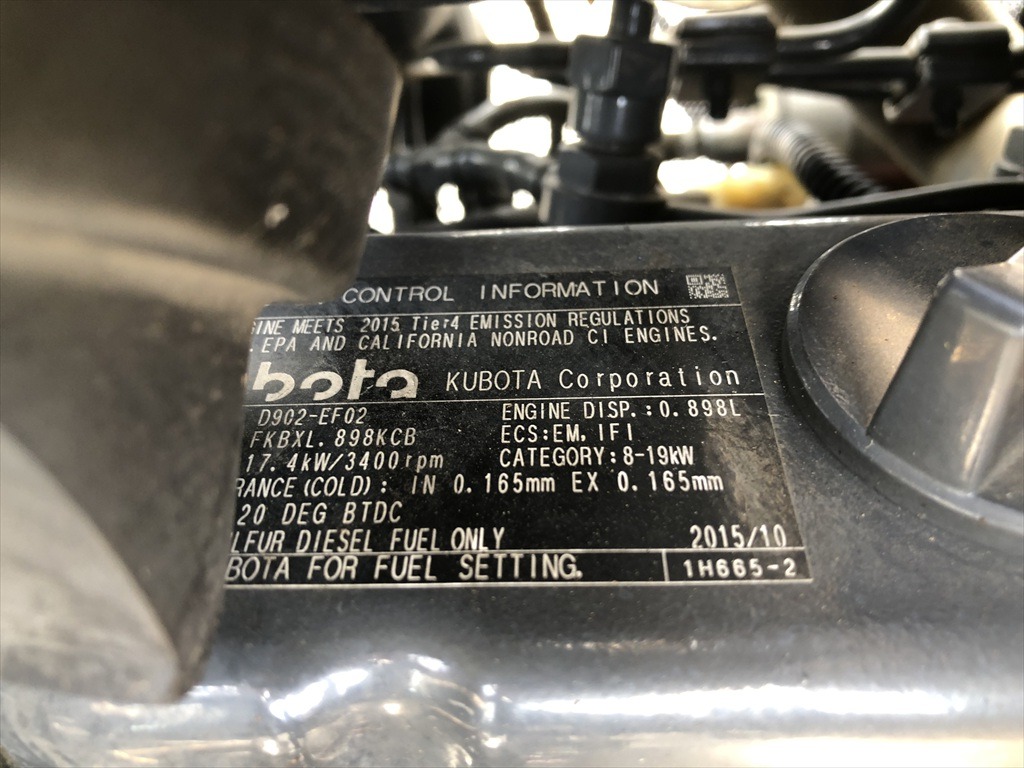 CONTROL INFORMATION
INE MEETS 2015 Tier4 EMISSION REGULATIONS
. EPA AND CALIFORNIA NONROAD CI ENGINES.
bota KUBOTA Corporation
D902-EF02 ENGINE DISP.:0.898L
FKBXL.898KCB ECS:EM, IFI
17.4kW/3400rpm CATEGORY:8-19kW
RANCE(COLD): IN 0.165mm EX 0.165mm
20 DEG BTDC
LFUR DIESEL FUEL ONLY 2015/10
BOTA FOR FUEL SETTING. 1H665-2